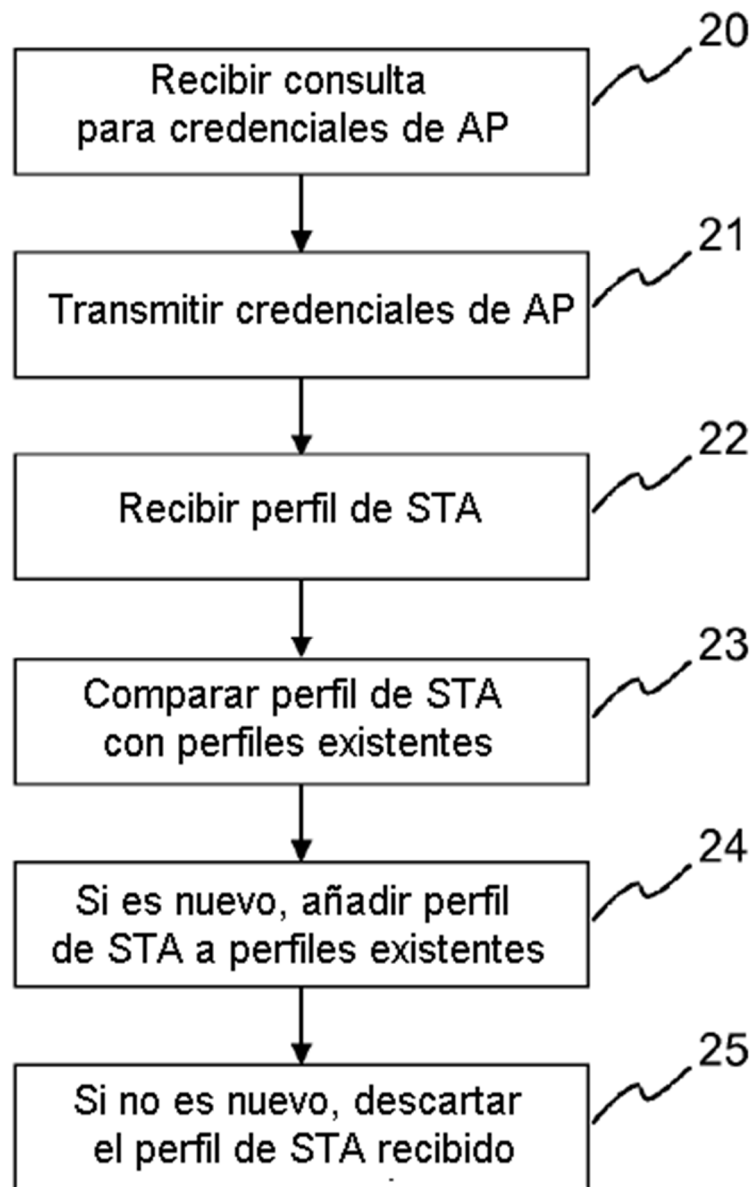 20
Recibir consulta
para credenciales de AP
21
Transmitir credenciales de AP
22
Recibir perfil de STA
23
Comparar perfil de STA
con perfiles existentes
24
Si es nuevo, añadir perfil
de STA a perfiles existentes
25
Si no es nuevo, descartar
el perfil de STA recibido